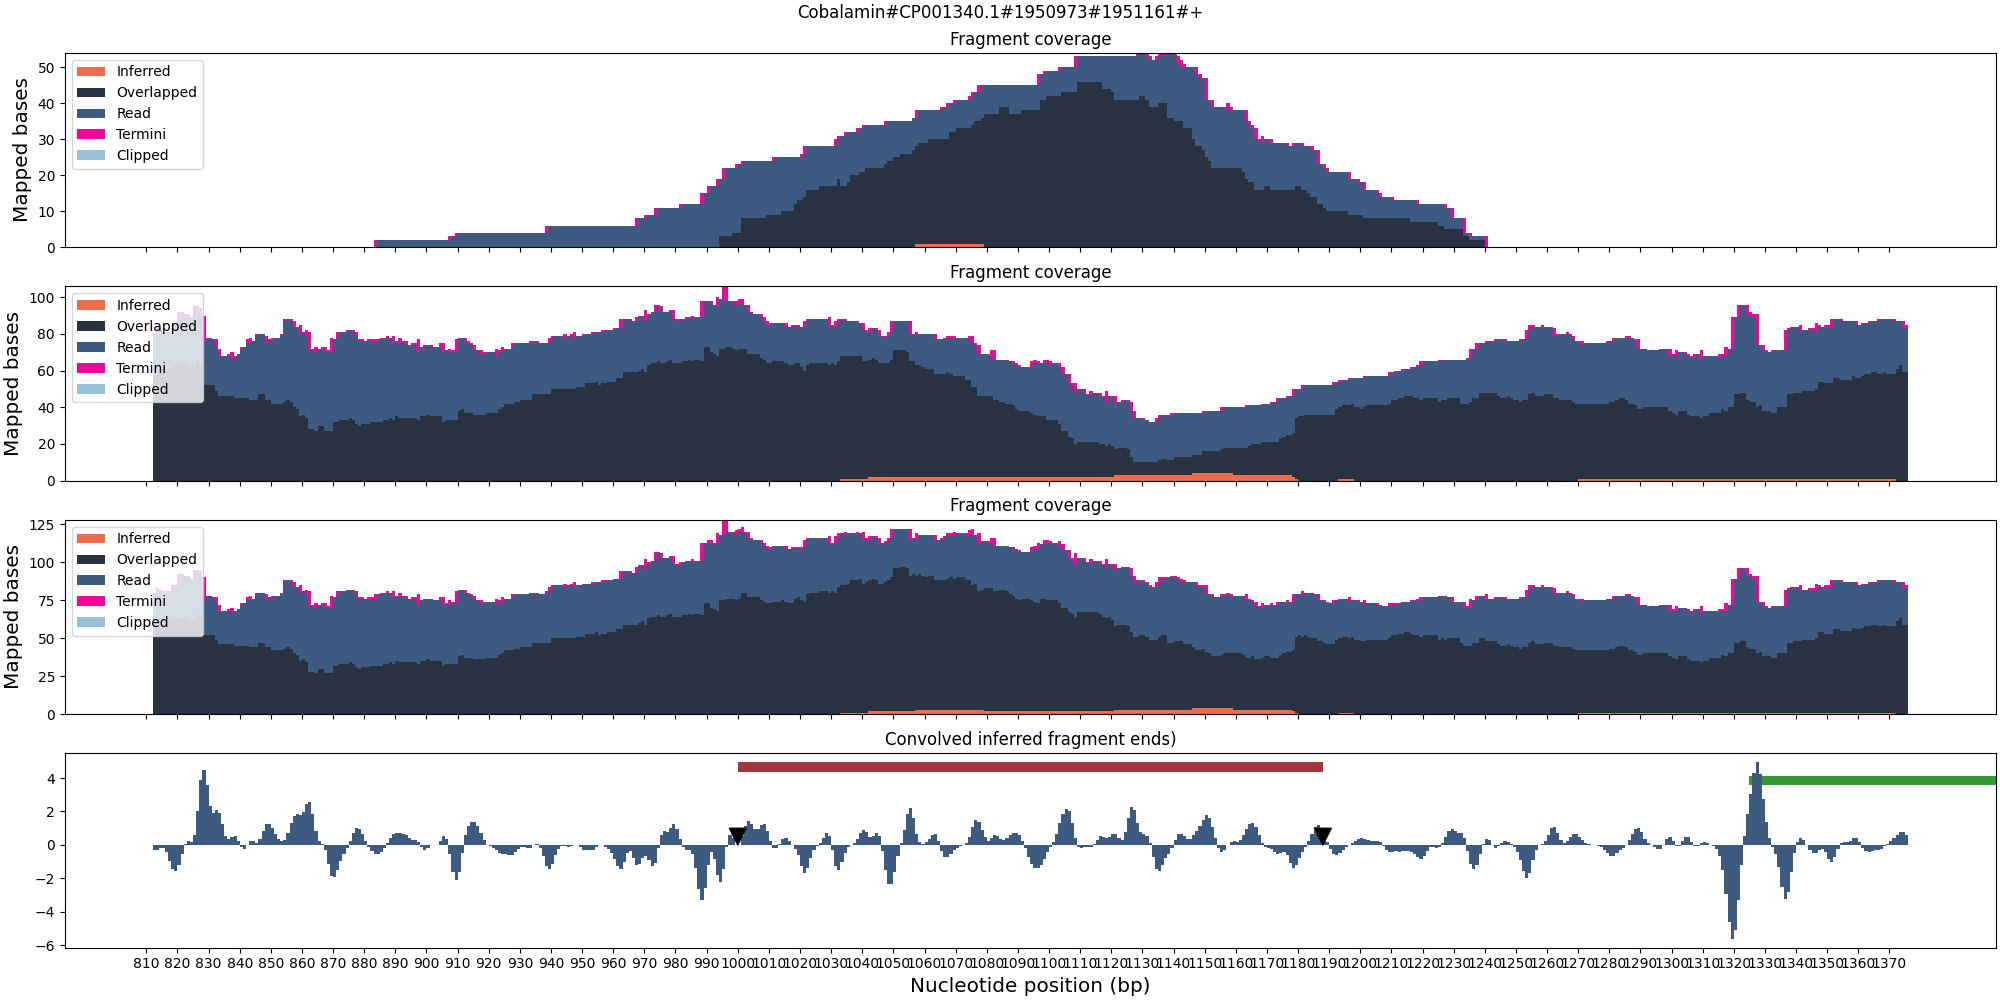 Cobalamin#CP001340.1#1950973#1951161#+
Fragment coverage
Mapped bases
50
40
30
20
10
0
Inferred
Overlapped
Read
Termini
Clipped
Fragment coverage
Mapped bases
100
80
60
40
20
0
Inferred
Overlapped
Read
Termini
Clipped
Fragment coverage
Mapped bases
125
100
75
50
25
0
Inferred
Overlapped
Read
Termini
Clipped
Convolved inferred fragment ends)
4
2
0
−2
−4
−6
810 820 830 840 850 860 870 880 890 900 910 920 930 940 950 960 970 980 990 1000 1010 1020 1030 1040 1050 1060 1070 1080 1090 1100 1110 1120 1130 1140 1150 1160 1170 1180 1190 1200 1210 1220 1230 1240 1250 1260 1270 1280 1290 1300 1310 1320 1330 1340 1350 1360 1370
Nucleotide position (bp)